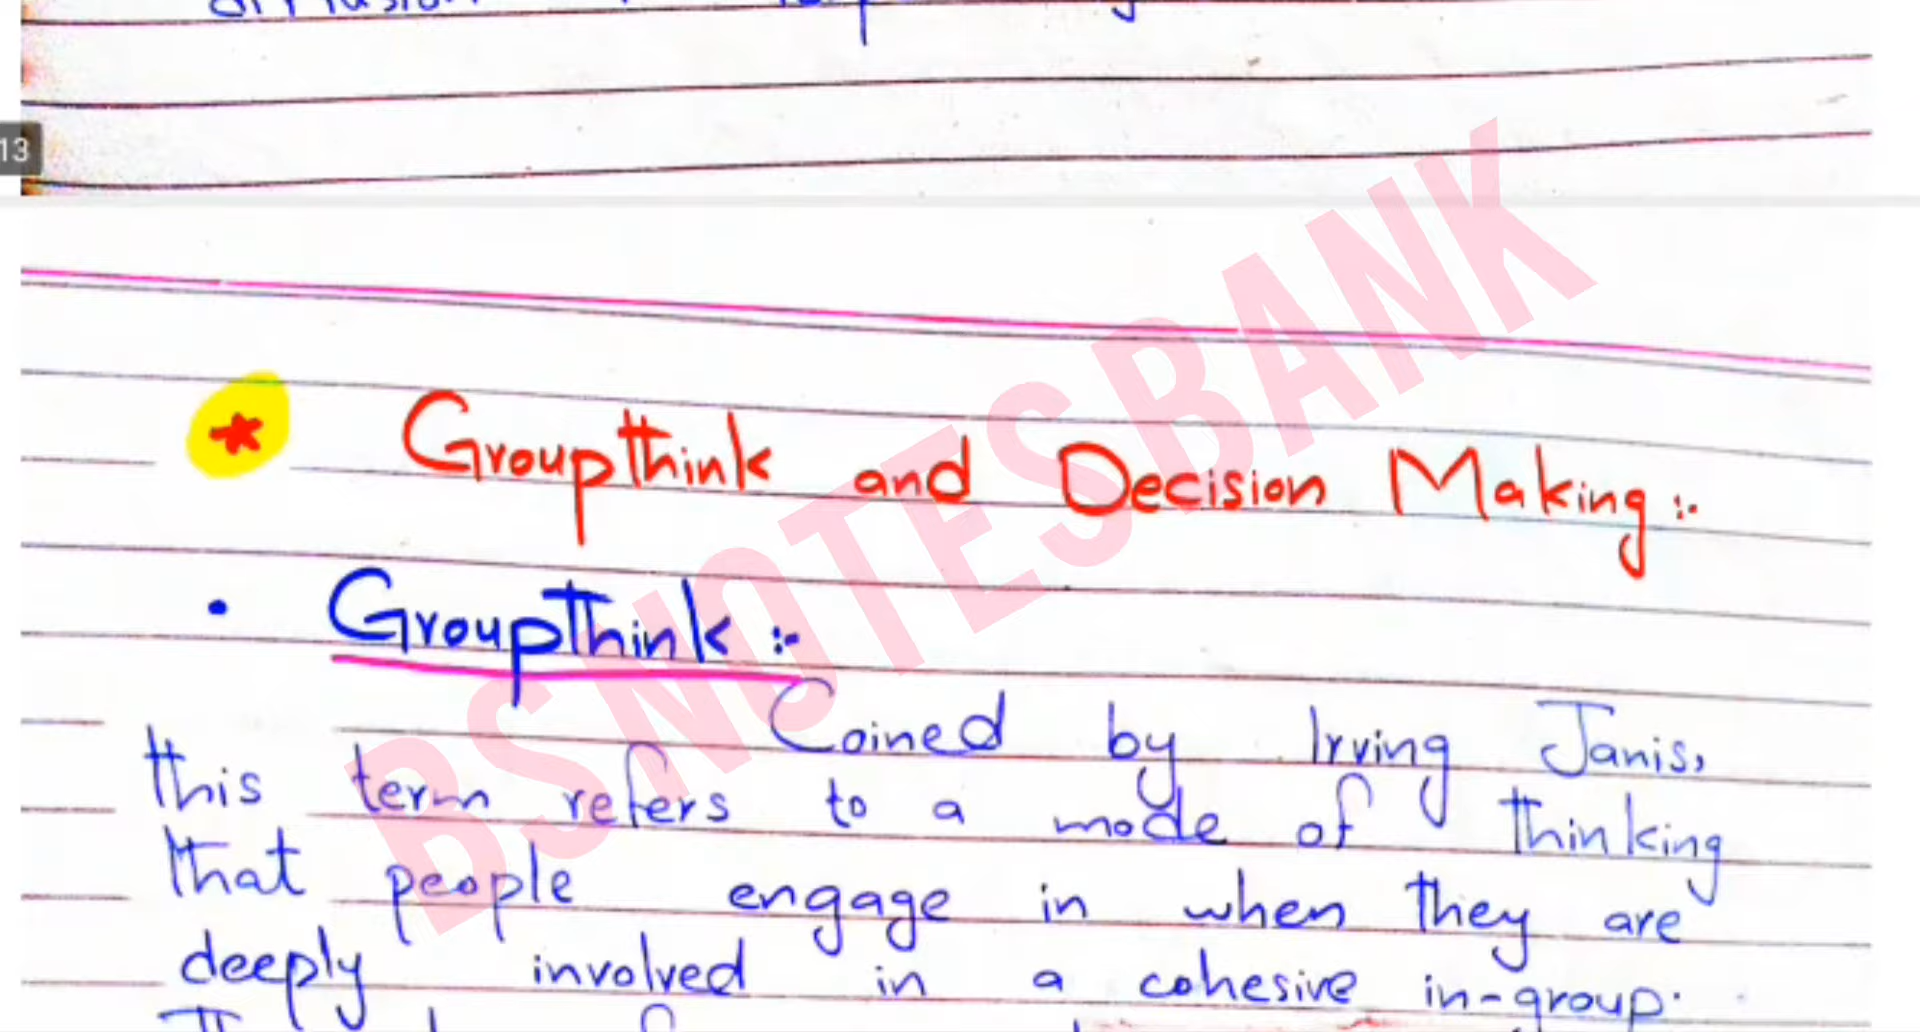 diffusion
13
* Groupthink and Decision Making :-
• Groupthink :-
Coined by Irving Janis,
this term refers to a mode of thinking
that people engage in when they are
deeply involved in a cohesive in-group.
BSNOTESBANK